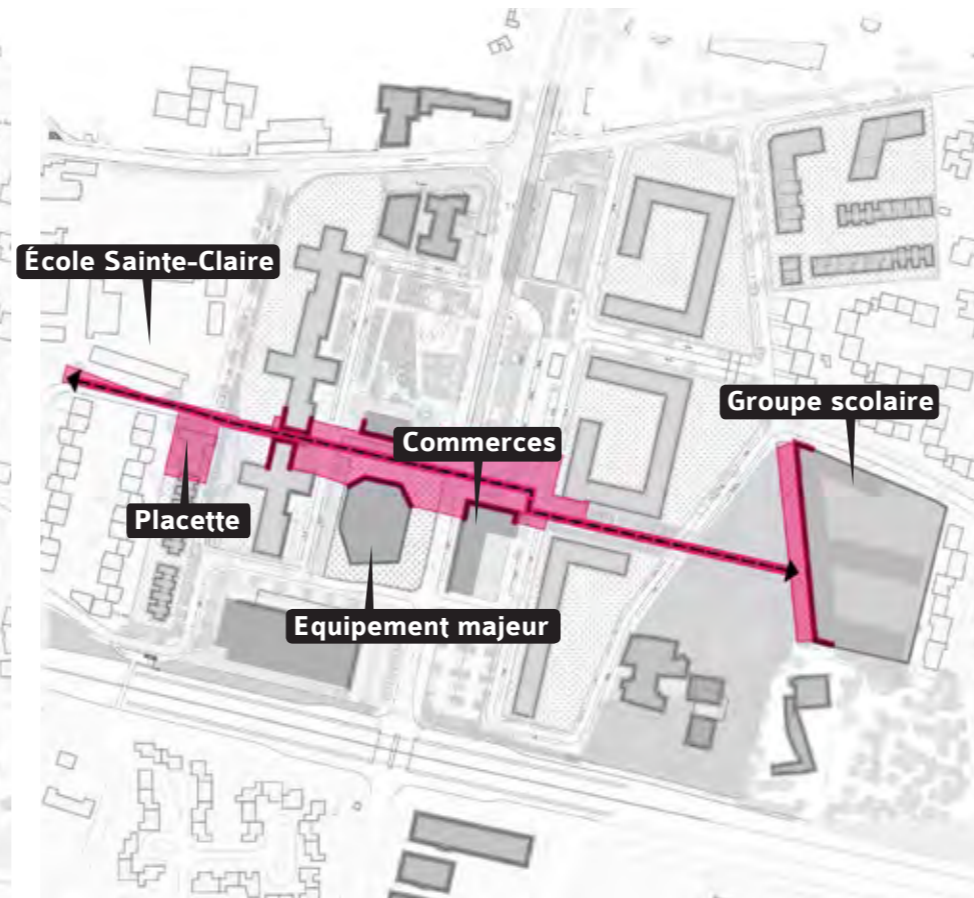 École Sainte-Claire
Groupe scolaire
Commerces
Placette
Equipement majeur